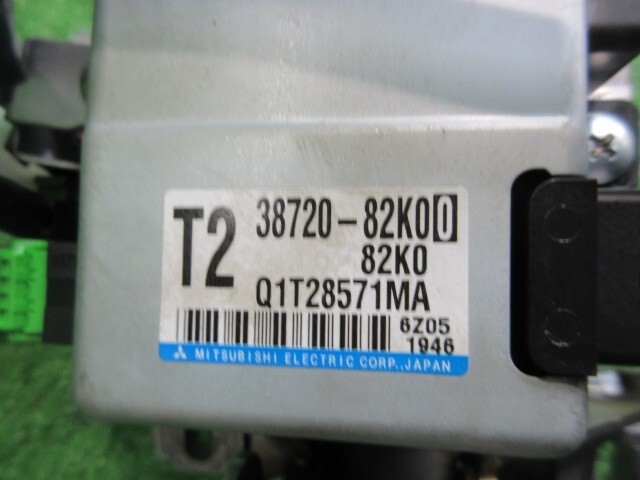 T2
38720-82K00
82K0
Q1T28571MA
6Z05
1946
MITSUBISHI ELECTRIC CORP.,JAPAN